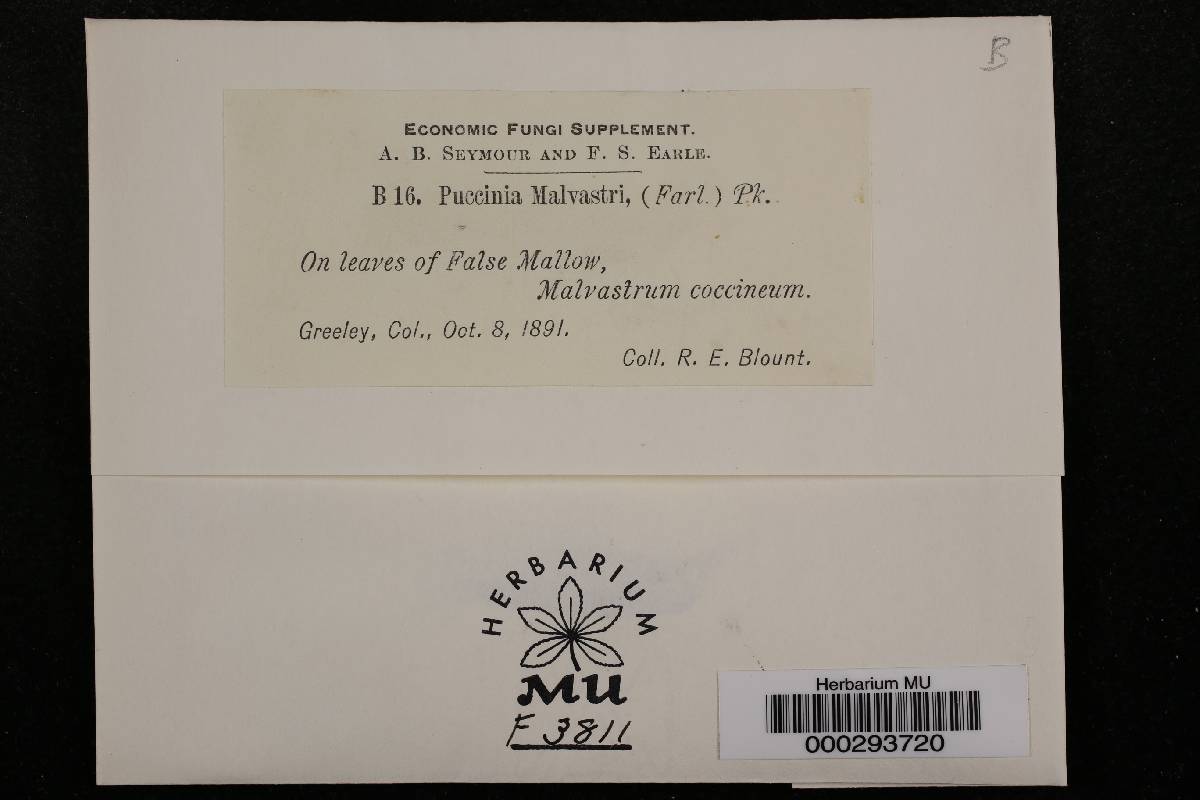 B
ECONOMIC FUNGI SUPPLEMENT.
A. B. SEYMOUR AND F. S. EARLE.
B 16. Puccinia Malvastri, (Farl.) Pk.
On leaves of False Mallow,
Malvastrum coccineum.
Greeley, Col., Oct. 8, 1891.
Coll. R. E. Blount.
HERBARIUM
MU
F 3811
Herbarium MU
000293720